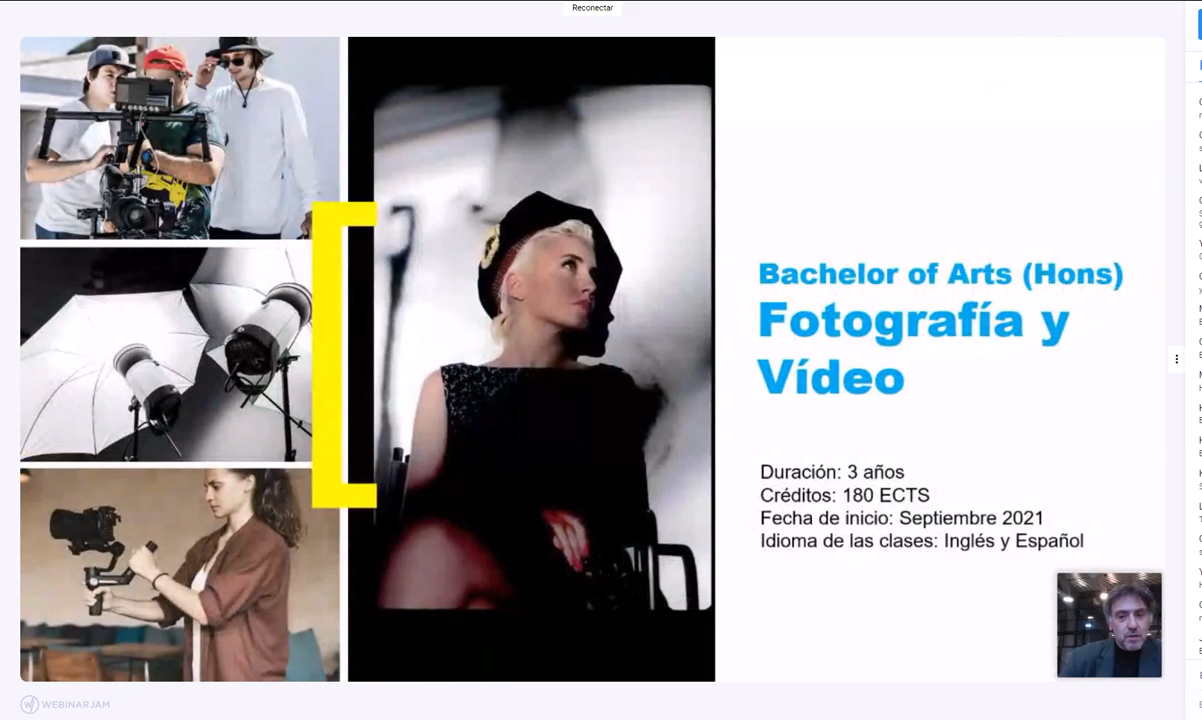 Reconectar
Bachelor of Arts (Hons)
Fotografía y
Vídeo
Duración: 3 años
Créditos: 180 ECTS
Fecha de inicio: Septiembre 2021
Idioma de las clases: Inglés y Español
WEBINARJAM